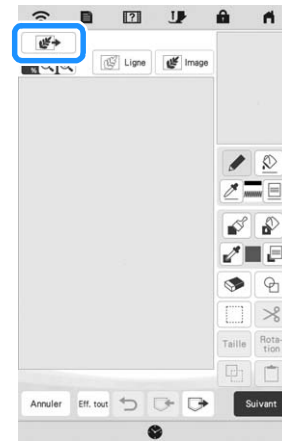 Ligne
Image
Taille
Rota-
tion
Annuler
Eff. tout
Suivant